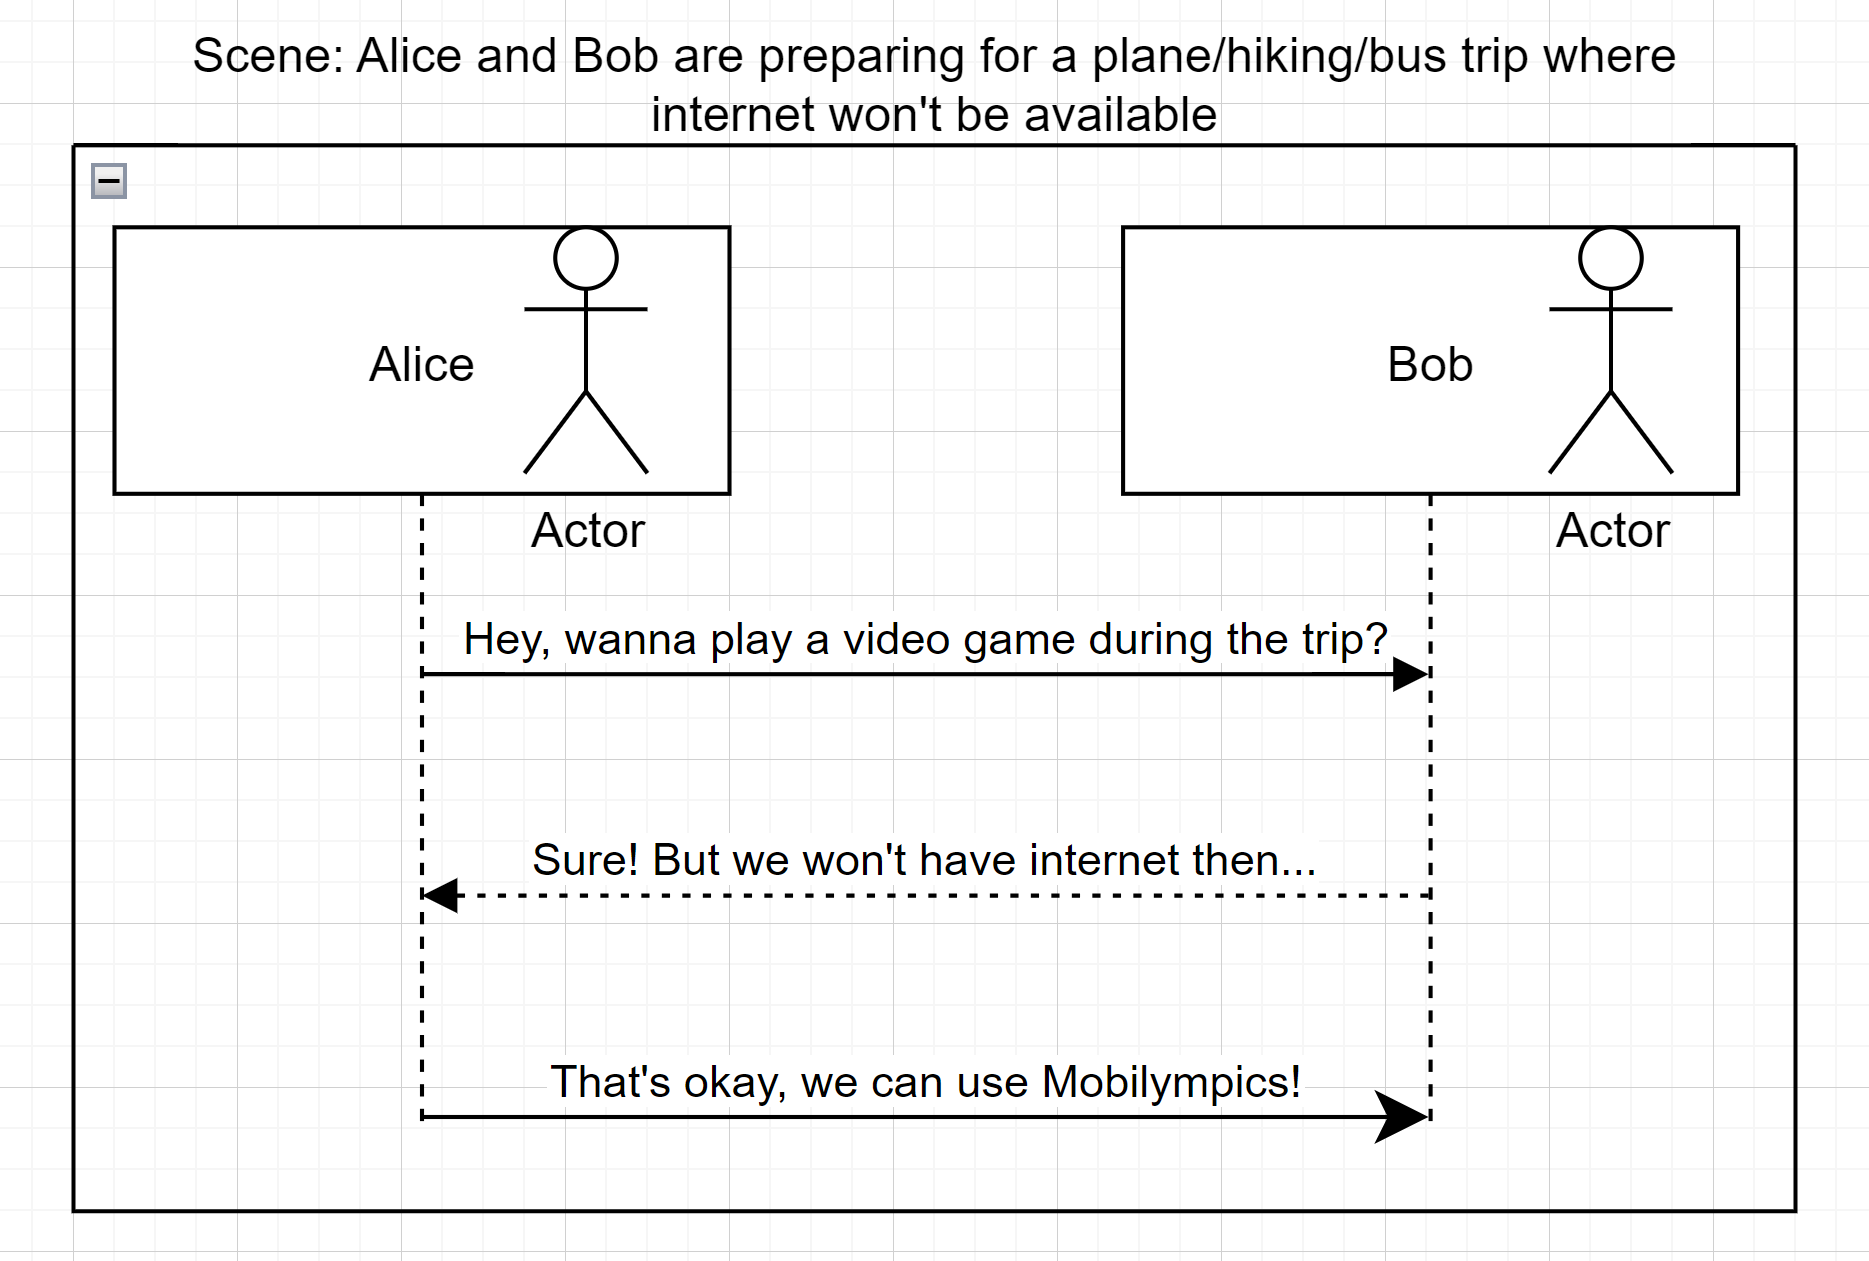 Scene: Alice and Bob are preparing for a plane/hiking/bus trip where
internet won't be available
Alice
Bob
Actor
Actor
Hey, wanna play a video game during the trip?
Sure! But we won't have internet then...
That's okay, we can use Mobilympics!